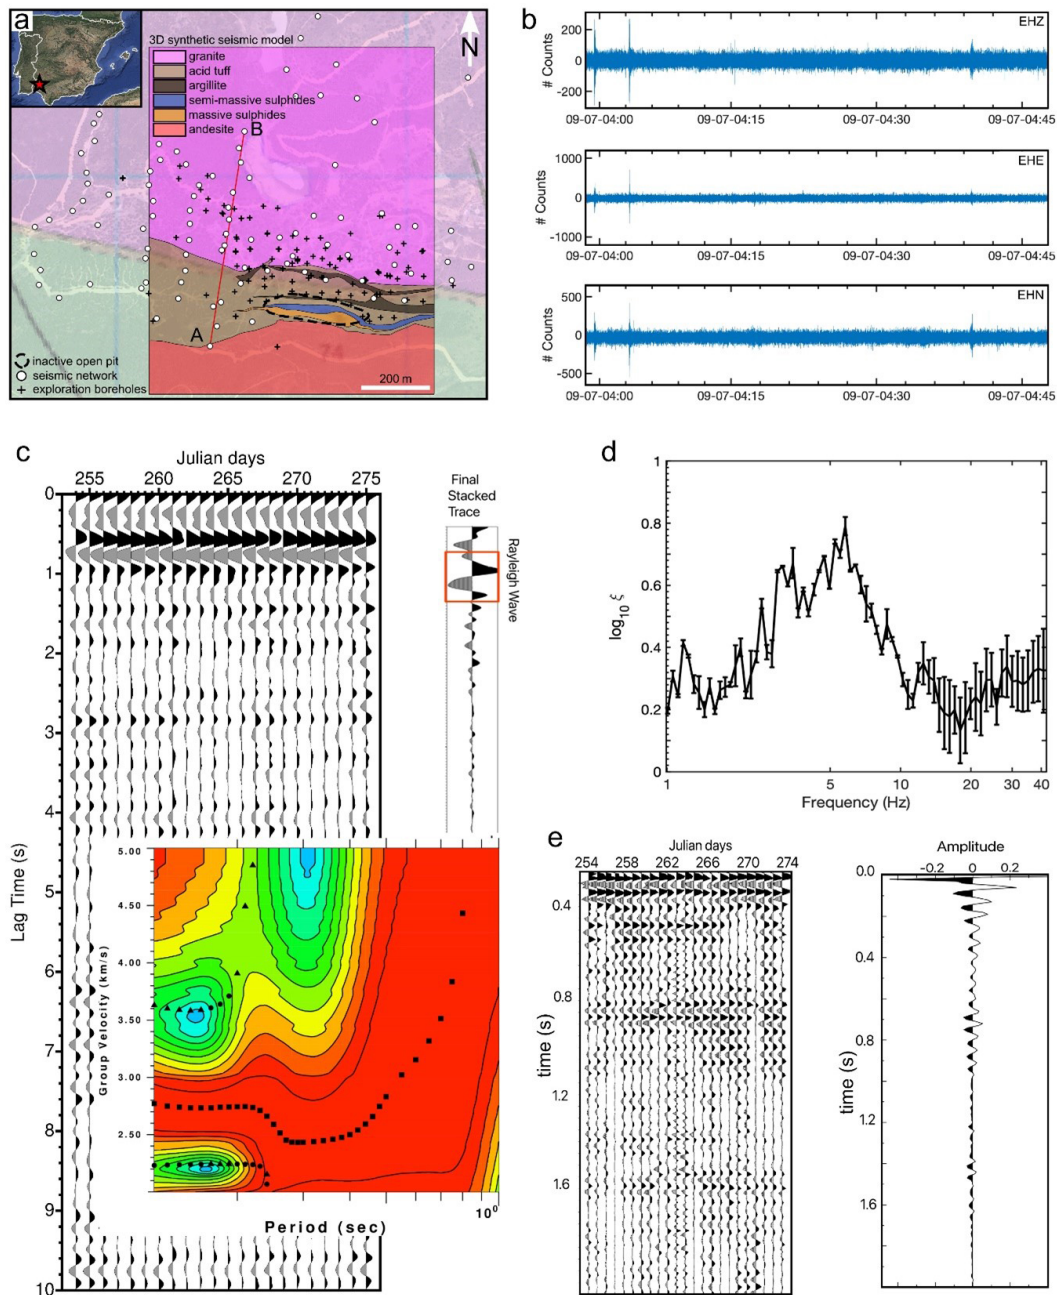 a
3D synthetic seismic model
N
granite
acid tuff
argillite
semi-massive sulphides
massive sulphides
andesite
B
A
inactive open pit
seismic network
exploration boreholes
200 m
b
EHZ
# Counts
200
0
-200
09-07-04:00 09-07-04:15 09-07-04:30 09-07-04:45
EHE
# Counts
1000
0
-1000
09-07-04:00 09-07-04:15 09-07-04:30 09-07-04:45
EHN
# Counts
500
0
-500
09-07-04:00 09-07-04:15 09-07-04:30 09-07-04:45
c
Julian days
255 260 265 270 275
Lag Time (s)
0
1
2
3
4
5
6
7
8
9
10
Final
Stacked
Trace
Rayleigh Wave
Group Velocity (km/s)
5.00
4.50
4.00
3.50
3.00
2.50
Period (sec)
10⁰
d
log₁₀ ξ
1
0.8
0.6
0.4
0.2
0
1 5 10 20 30 40
Frequency (Hz)
e
Julian days
254 258 262 266 270 274
time (s)
0.4
0.8
1.2
1.6
Amplitude
-0.2 0 0.2
time (s)
0.0
0.4
0.8
1.2
1.6